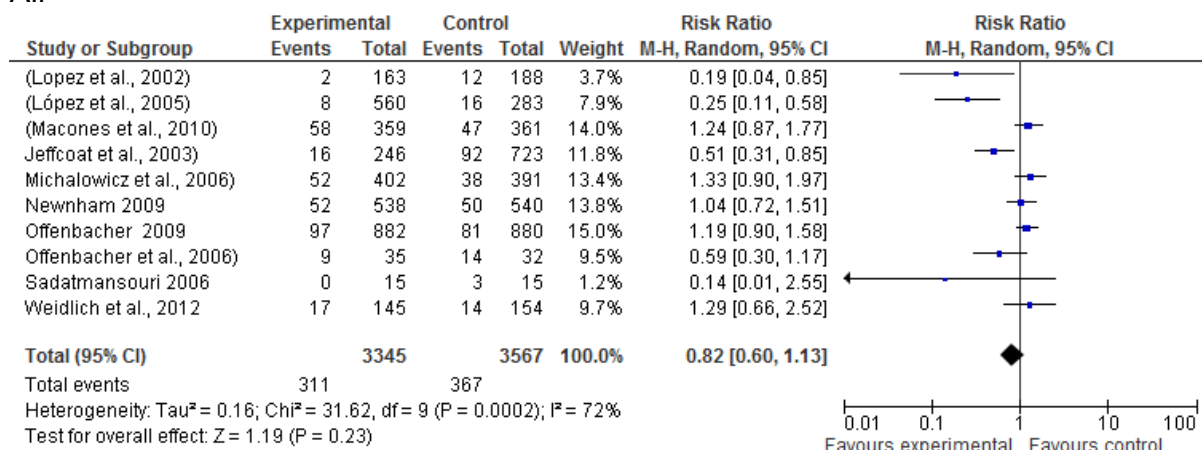 Experimental Control Risk Ratio Risk Ratio
Study or Subgroup Events Total Events Total Weight M-H, Random, 95% CI M-H, Random, 95% CI
(Lopez et al., 2002) 2 163 12 188 3.7% 0.19 [0.04, 0.85]
(López et al., 2005) 8 560 16 283 7.9% 0.25 [0.11, 0.58]
(Macones et al., 2010) 58 359 47 361 14.0% 1.24 [0.87, 1.77]
Jeffcoat et al., 2003) 16 246 92 723 11.8% 0.51 [0.31, 0.85]
Michalowicz et al., 2006) 52 402 38 391 13.4% 1.33 [0.90, 1.97]
Newnham 2009 52 538 50 540 13.8% 1.04 [0.72, 1.51]
Offenbacher 2009 97 882 81 880 15.0% 1.19 [0.90, 1.58]
Offenbacher et al., 2006) 9 35 14 32 9.5% 0.59 [0.30, 1.17]
Sadatmansouri 2006 0 15 3 15 1.2% 0.14 [0.01, 2.55]
Weidlich et al., 2012 17 145 14 154 9.7% 1.29 [0.66, 2.52]
Total (95% CI) 3345 3567 100.0% 0.82 [0.60, 1.13]
Total events 311 367
Heterogeneity: Tau² = 0.16; Chi² = 31.62, df = 9 (P = 0.0002); I² = 72%
Test for overall effect: Z = 1.19 (P = 0.23)
0.01 0.1 1 10 100
Favours experimental Favours control